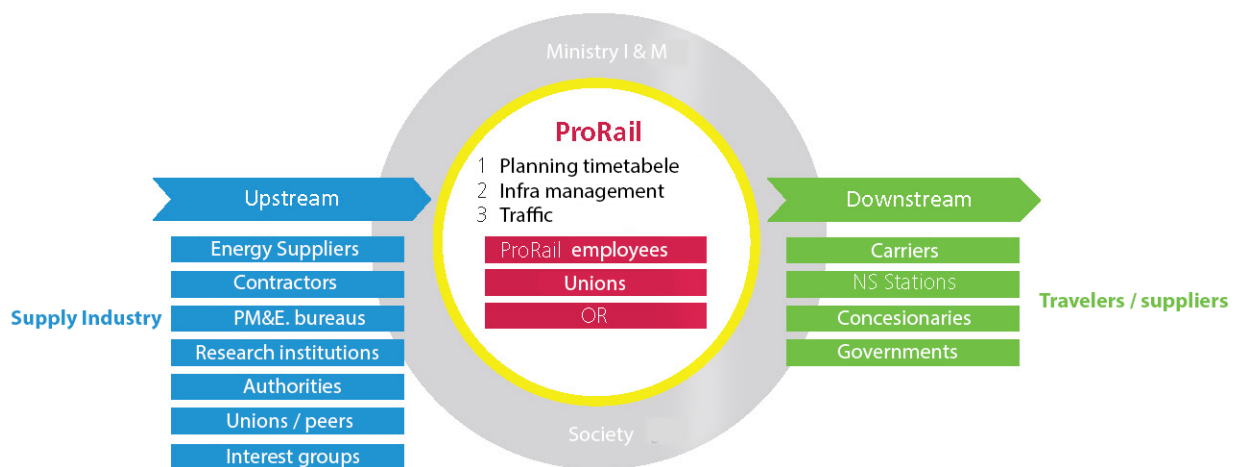 Ministry I & M
ProRail
1 Planning timetabele
2 Infra management
3 Traffic
ProRail employees
Unions
OR
Society
Upstream
Energy Suppliers
Contractors
PM&E. bureaus
Research institutions
Authorities
Unions / peers
Interest groups
Supply Industry
Downstream
Carriers
NS Stations
Concesionaries
Governments
Travelers / suppliers